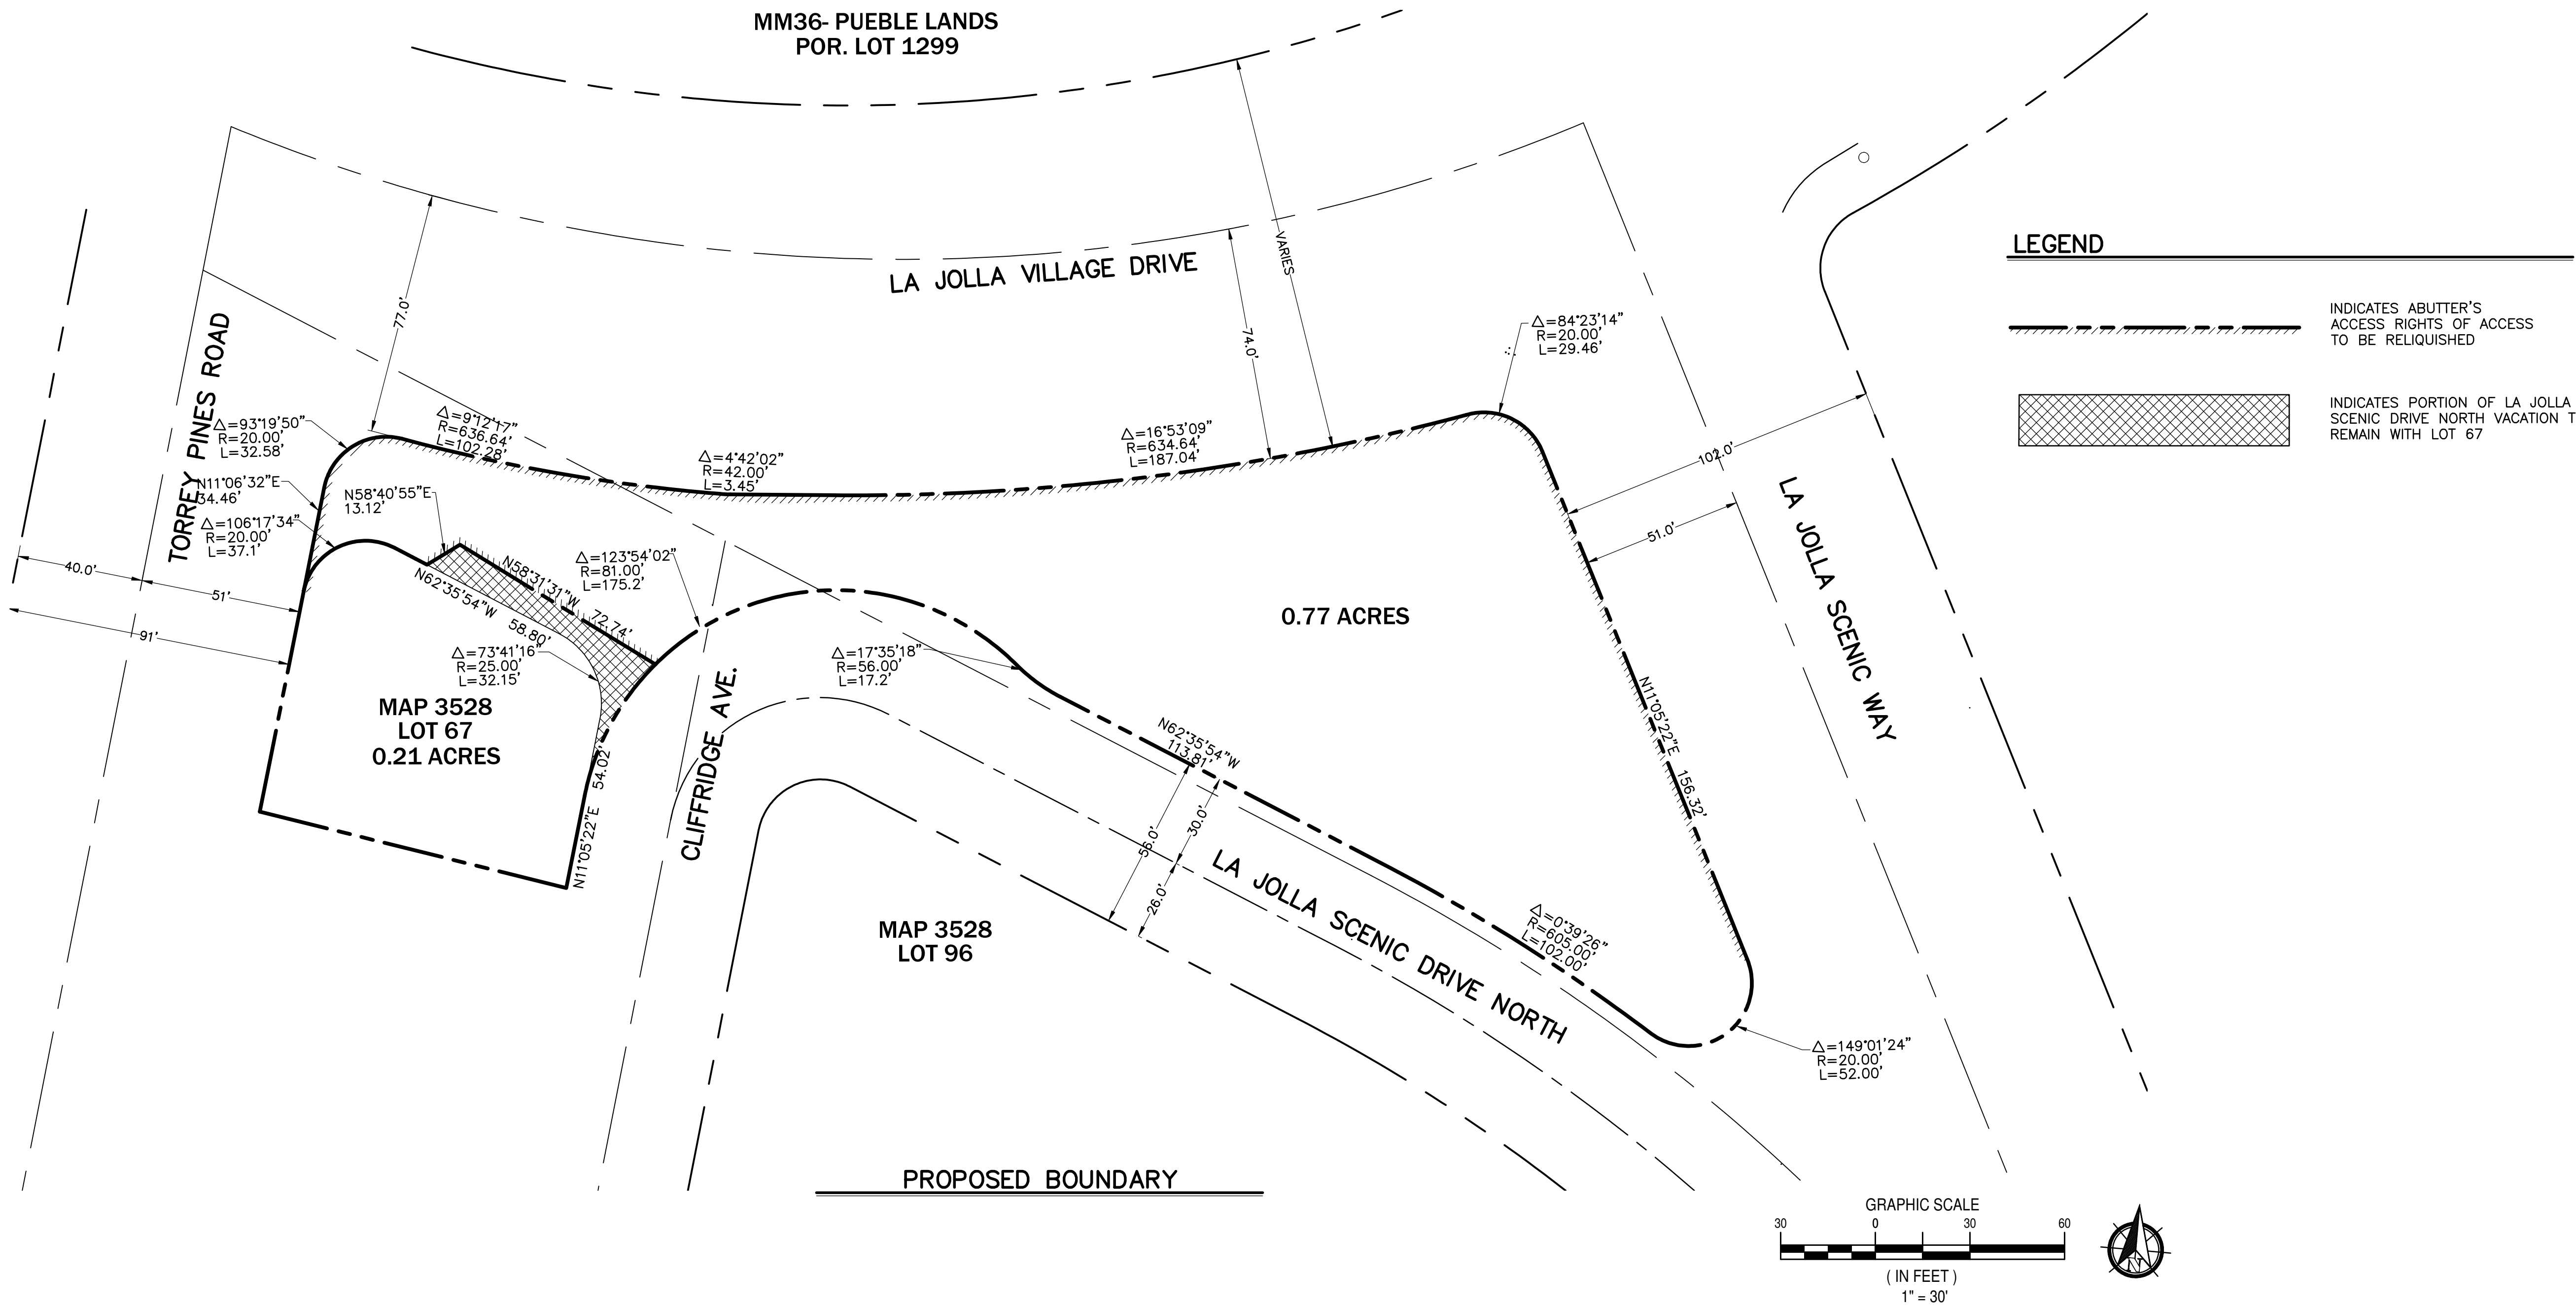 MM36- PUEBLE LANDS
POR. LOT 1299
LA JOLLA VILLAGE DRIVE
VARIES
77.0'
74.0'
TORREY PINES ROAD
△=93°19'50"
R=20.00'
L=32.58'
N11°06'32"E
34.46'
△=106°17'34"
R=20.00'
L=37.1'
N58°40'55"E
13.12'
△=9°12'17"
R=636.64'
L=102.28'
△=4°42'02"
R=42.00'
L=3.45'
△=16°53'09"
R=634.64'
L=187.04'
△=84°23'14"
R=20.00'
L=29.46'
40.0'
51'
91'
N58°31'31"W 72.74'
N62°35'54"W 58.80'
△=123°54'02"
R=81.00'
L=175.2'
△=73°41'16"
R=25.00'
L=32.15'
MAP 3528
LOT 67
0.21 ACRES
N11°05'22"E 54.02'
CLIFFRIDGE AVE.
△=17°35'18"
R=56.00'
L=17.2'
0.77 ACRES
N62°35'54"W
113.81'
56.0'
30.0'
26.0'
LA JOLLA SCENIC DRIVE NORTH
MAP 3528
LOT 96
△=0°39'26"
R=605.00'
L=102.00'
△=149°01'24"
R=20.00'
L=52.00'
N11°05'22"E 156.32'
102.0'
51.0'
LA JOLLA SCENIC WAY
LEGEND
INDICATES ABUTTER'S
ACCESS RIGHTS OF ACCESS
TO BE RELIQUISHED
INDICATES PORTION OF LA JOLLA
SCENIC DRIVE NORTH VACATION T
REMAIN WITH LOT 67
PROPOSED BOUNDARY
GRAPHIC SCALE
30 0 30 60
( IN FEET )
1" = 30'
N